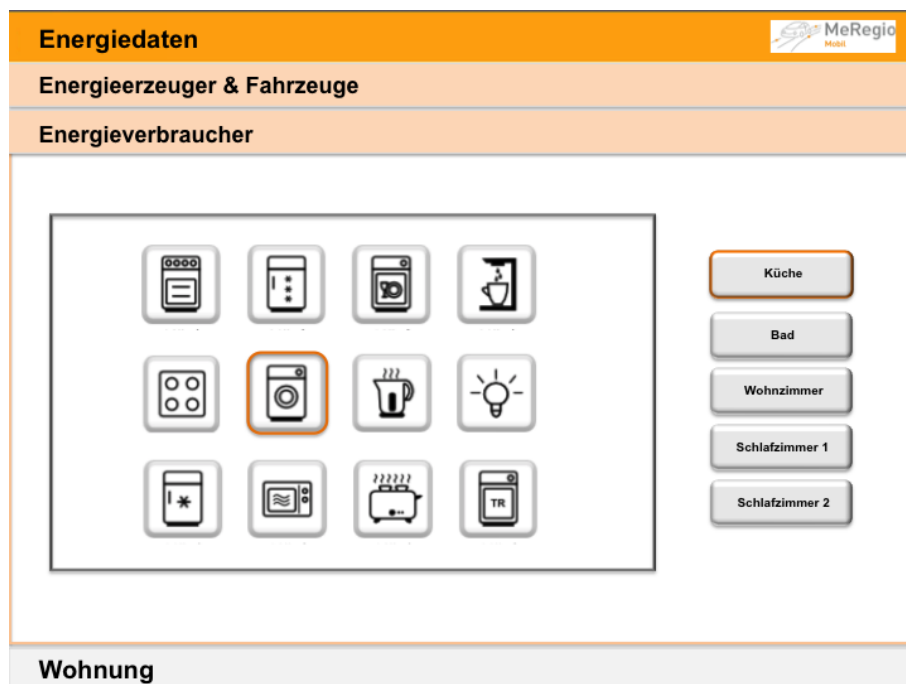 Energiedaten
MeRegio
Mobil
Energieerzeuger & Fahrzeuge
Energieverbraucher
Küche
Bad
Wohnzimmer
Schlafzimmer 1
TR
Schlafzimmer 2
Wohnung